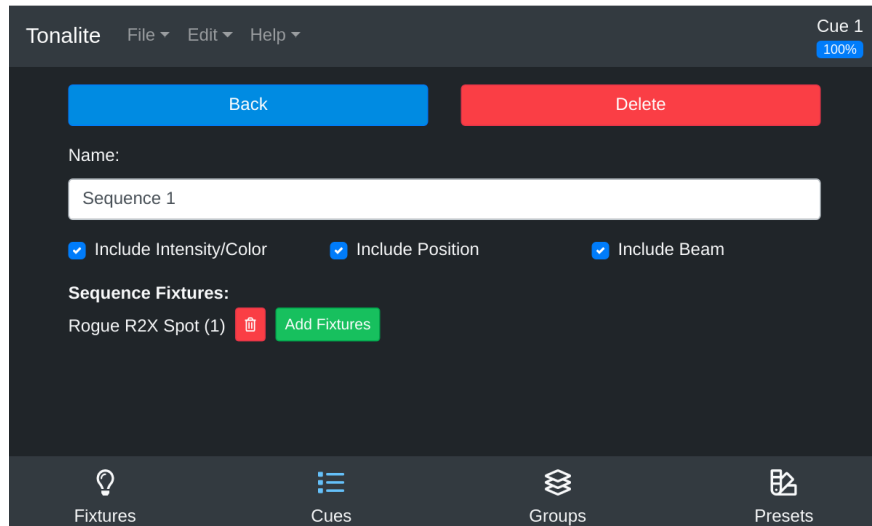 Tonalite File Edit Help Cue 1
100%
Back Delete
Name:
Sequence 1
Include Intensity/Color Include Position Include Beam
Sequence Fixtures:
Rogue R2X Spot (1) Add Fixtures
Fixtures Cues Groups Presets